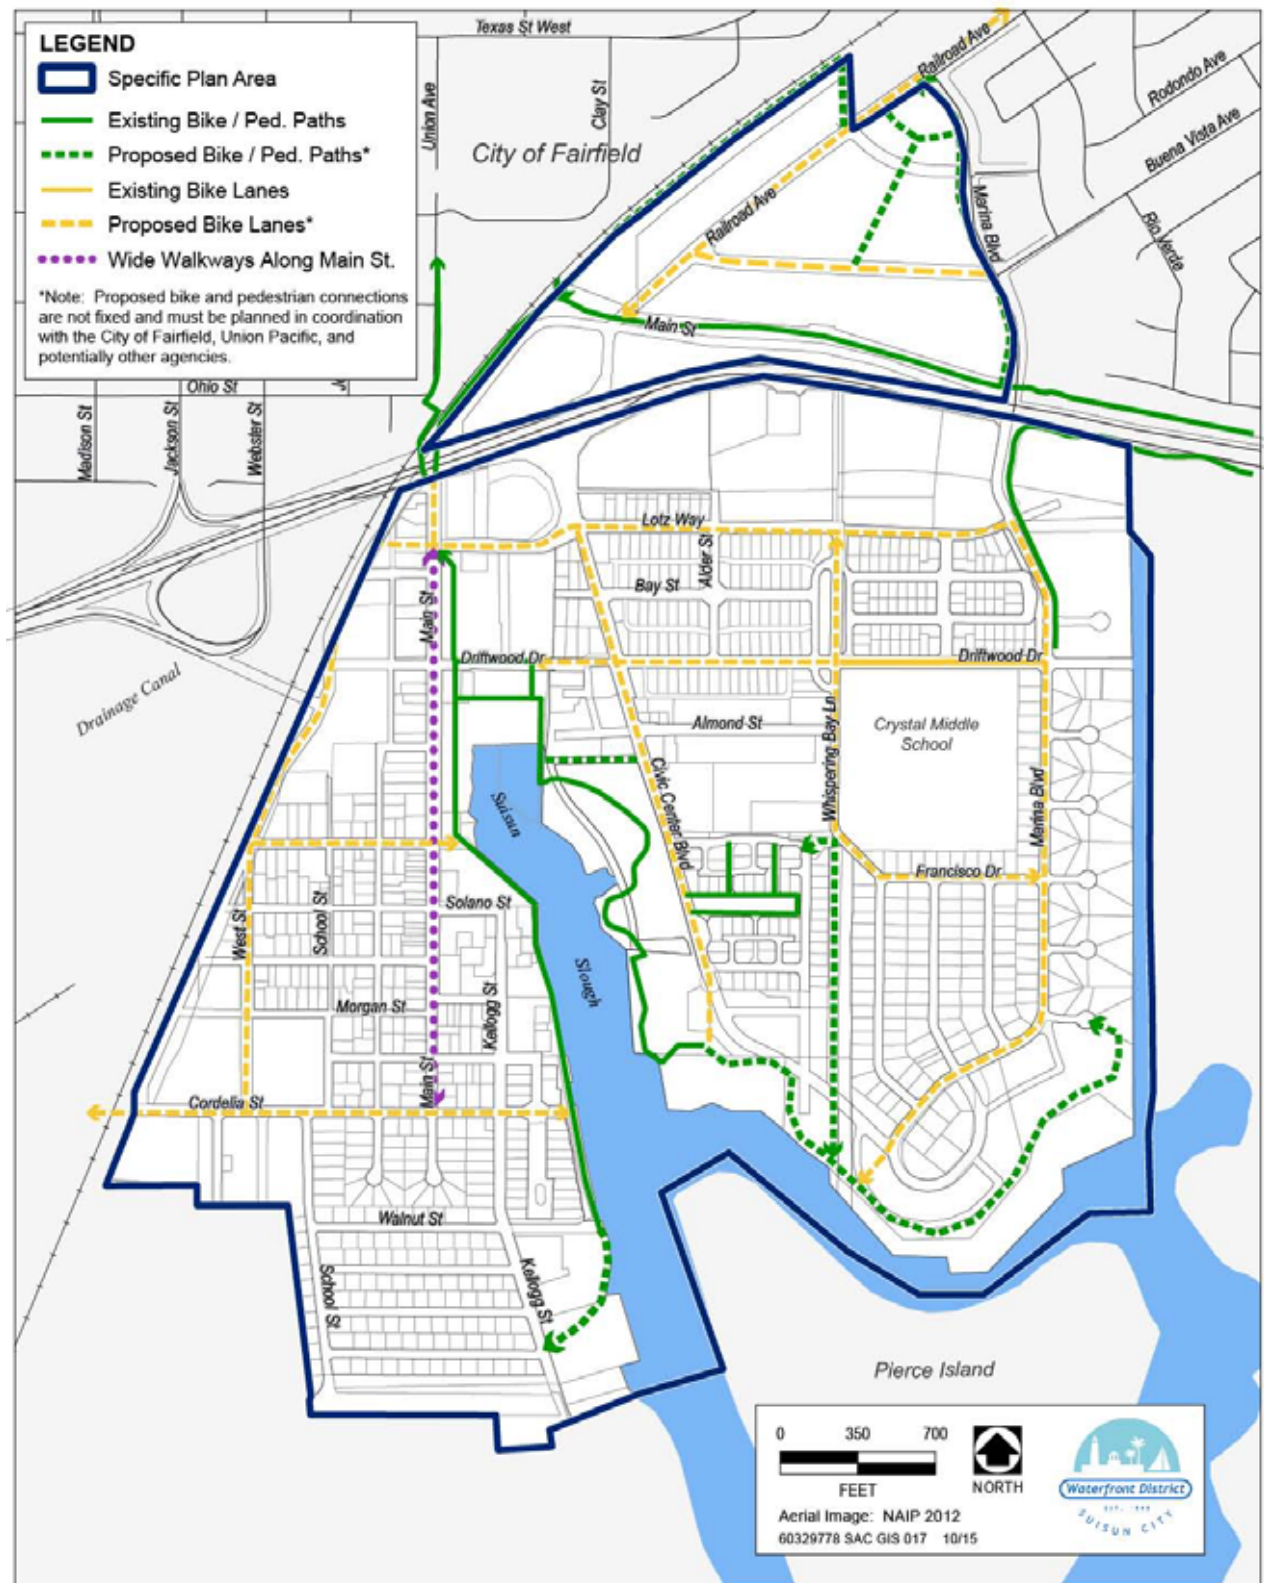 LEGEND
Specific Plan Area
Existing Bike / Ped. Paths
Proposed Bike / Ped. Paths*
Existing Bike Lanes
Proposed Bike Lanes*
Wide Walkways Along Main St.
*Note: Proposed bike and pedestrian connections
are not fixed and must be planned in coordination
with the City of Fairfield, Union Pacific, and
potentially other agencies.
Texas St West
Union Ave
Clay St
City of Fairfield
Railroad Ave
Rodondo Ave
Buena Vista Ave
Rio Verde
Marina Blvd
Railroad Ave
Main St
Ohio St
Madison St
Jackson St
Webster St
Lotz Way
Alder St
Bay St
Main St
Driftwood Dr
Driftwood Dr
Drainage Canal
Almond St
Crystal Middle
School
Civic Center Blvd
Whispering Bay Ln
Marina Blvd
Suisun
Slough
Francisco Dr
Solano St
West St
School St
Morgan St
Kellogg St
Main St
Cordelia St
Walnut St
School St
Kellogg St
Pierce Island
0 350 700
FEET
NORTH
Aerial Image: NAIP 2012
60329778 SAC GIS 017 10/15
Waterfront District
SUISUN CITY